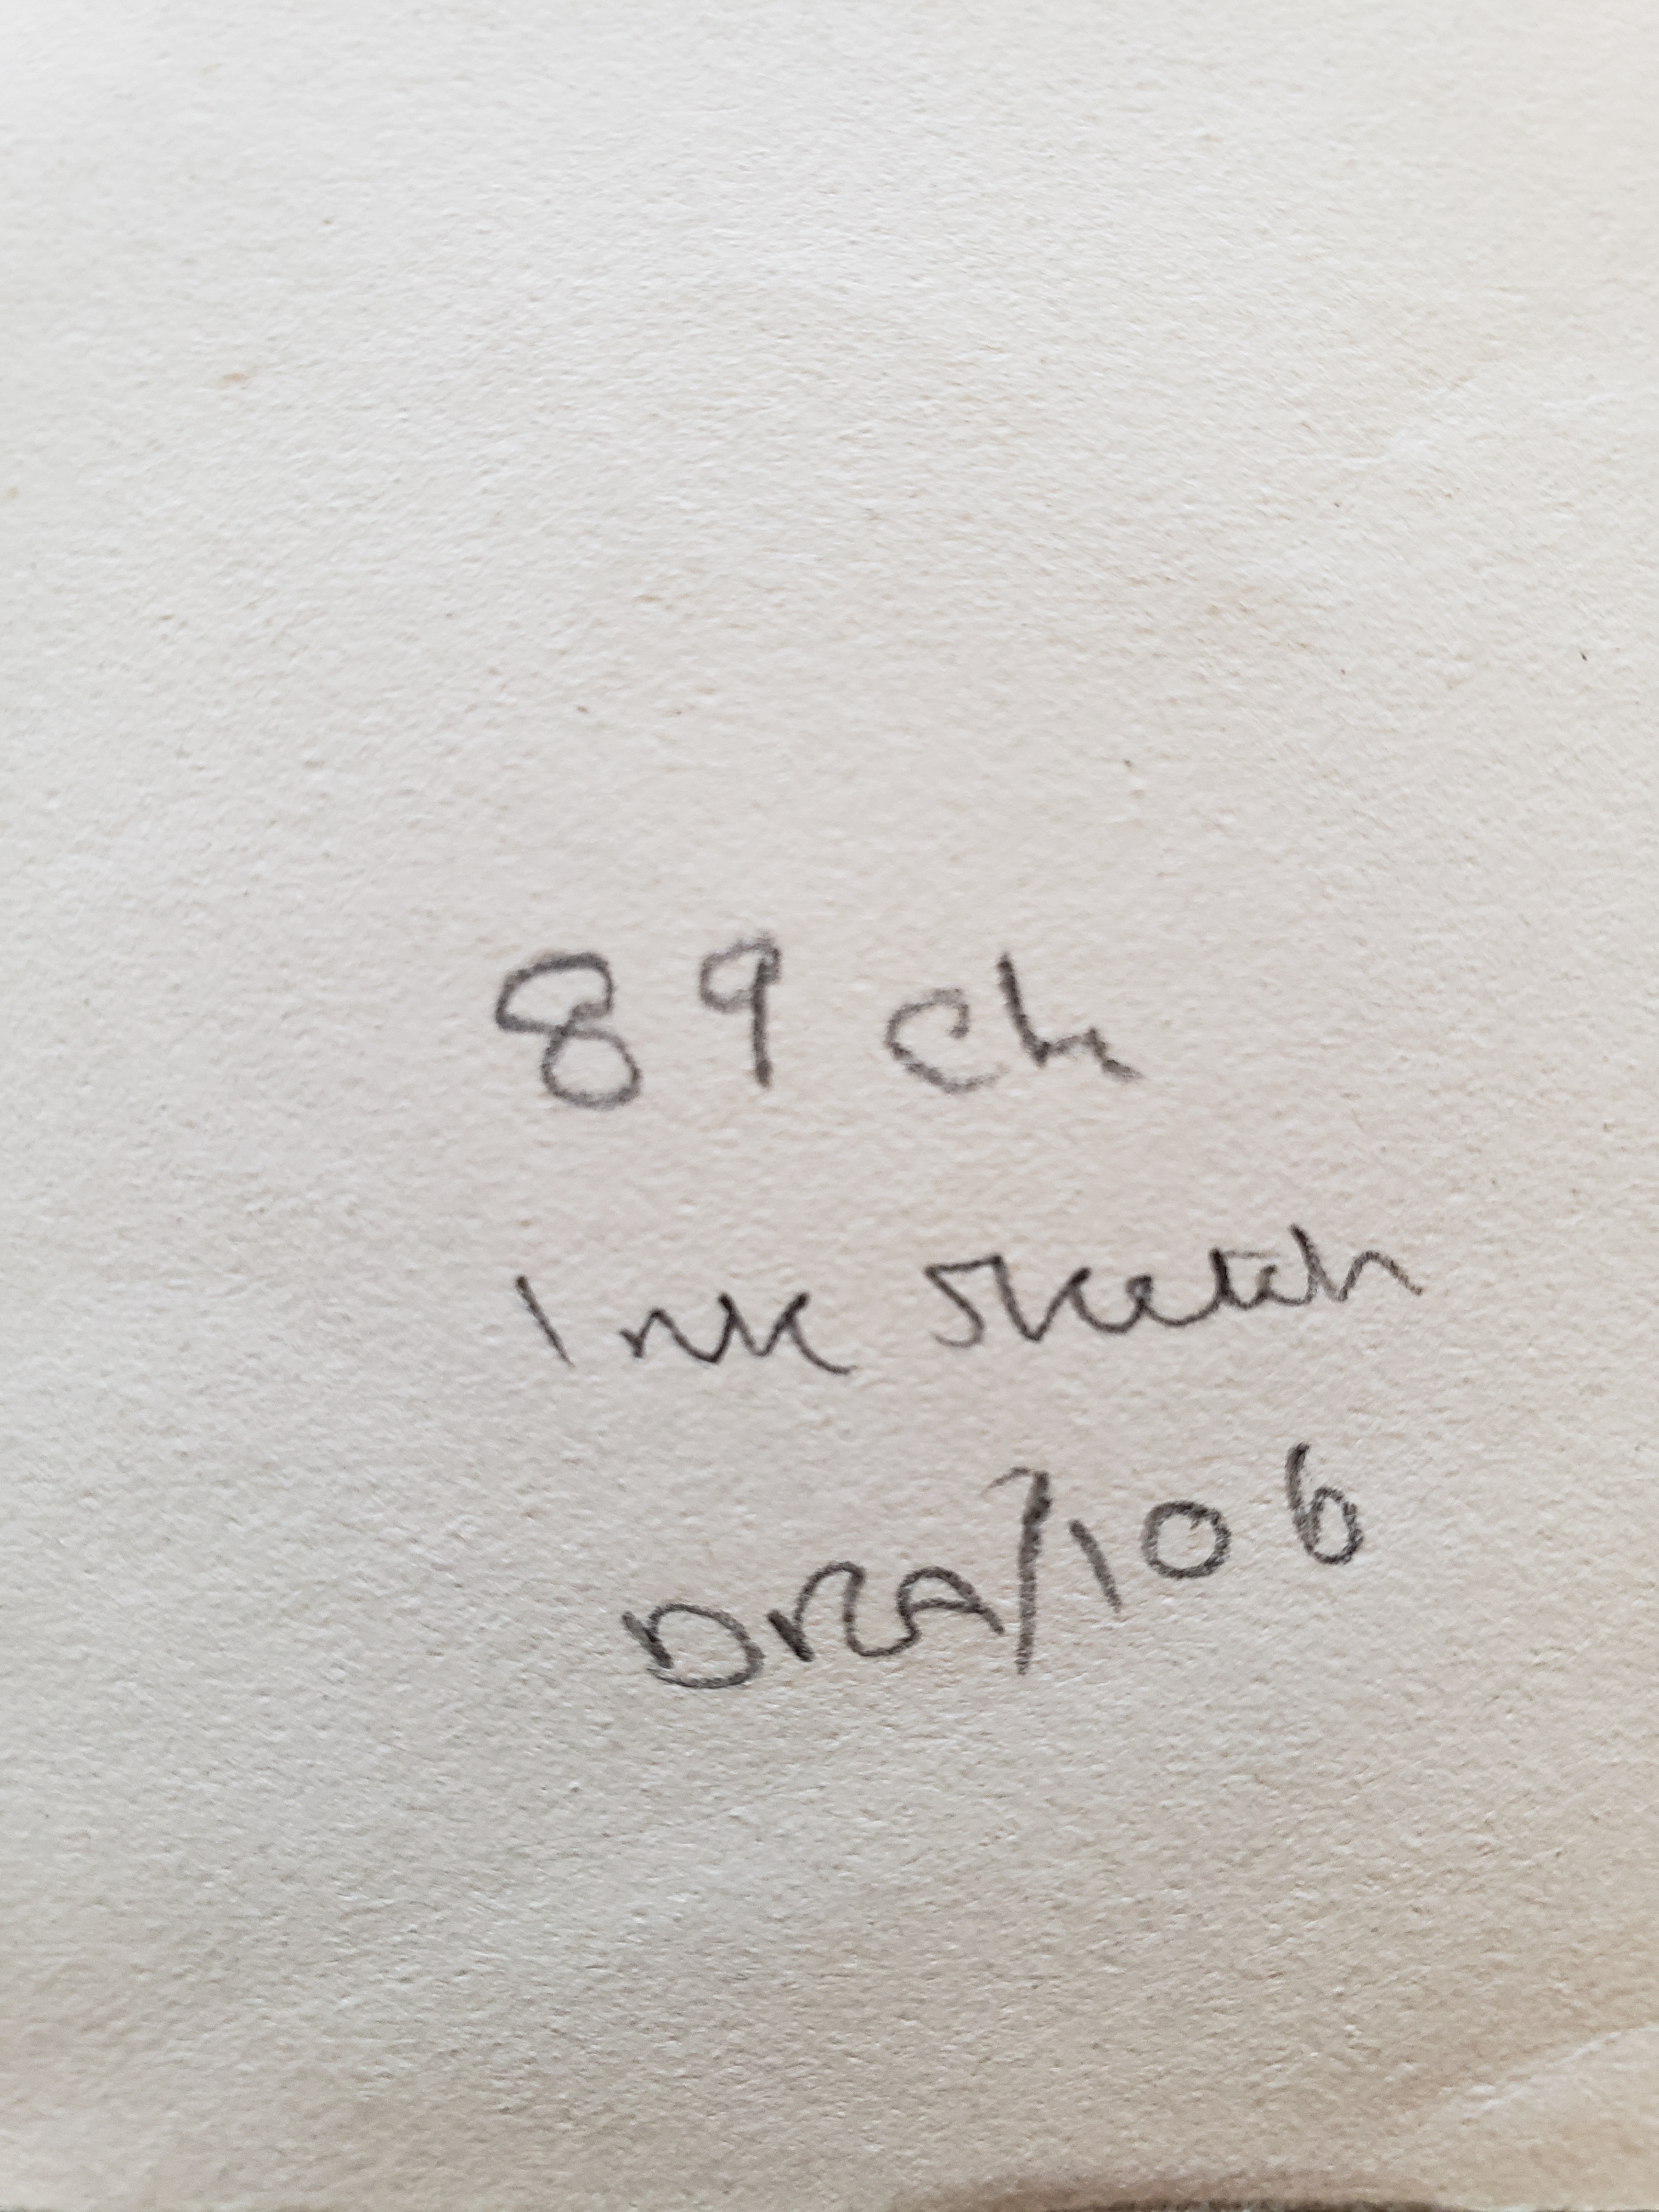 89 ch
Ink Sketch
DRA/106